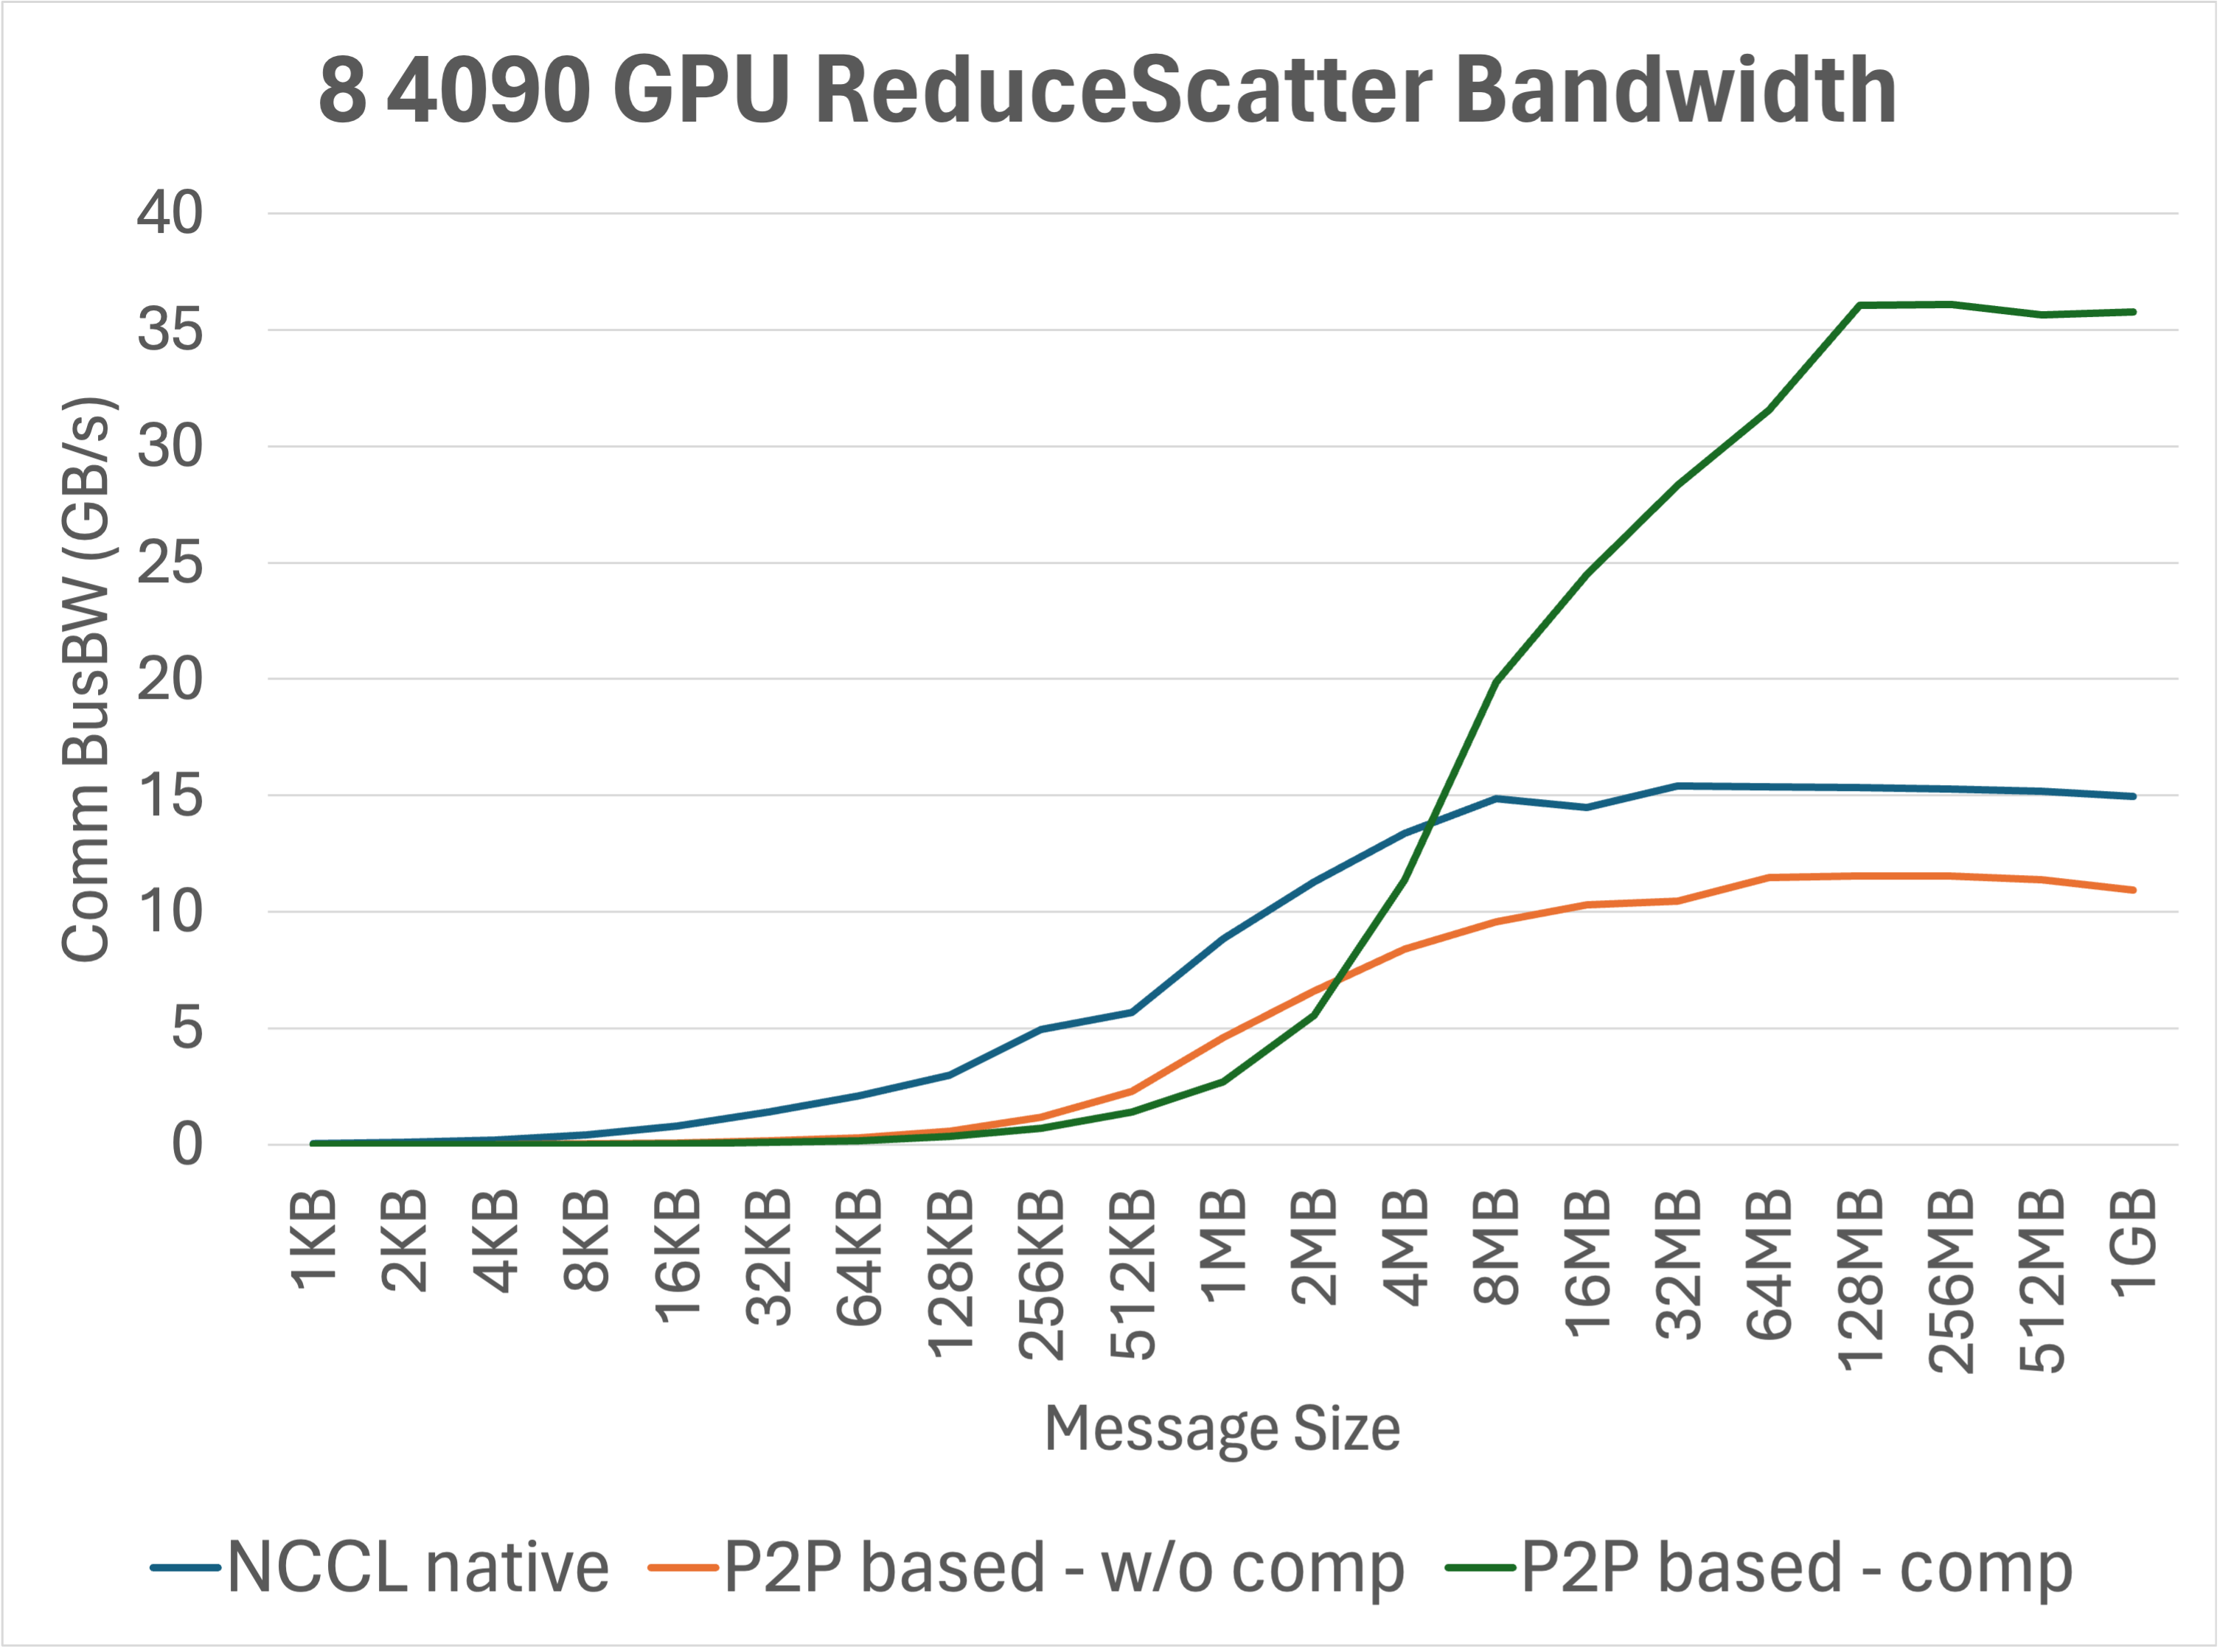 8 4090 GPU ReduceScatter Bandwidth
Comm BusBW (GB/s)
40
35
30
25
20
15
10
5
0
1KB
2KB
4KB
8KB
16KB
32KB
64KB
128KB
256KB
512KB
1MB
2MB
4MB
8MB
16MB
32MB
64MB
128MB
256MB
512MB
1GB
Message Size
NCCL native
P2P based - w/o comp
P2P based - comp